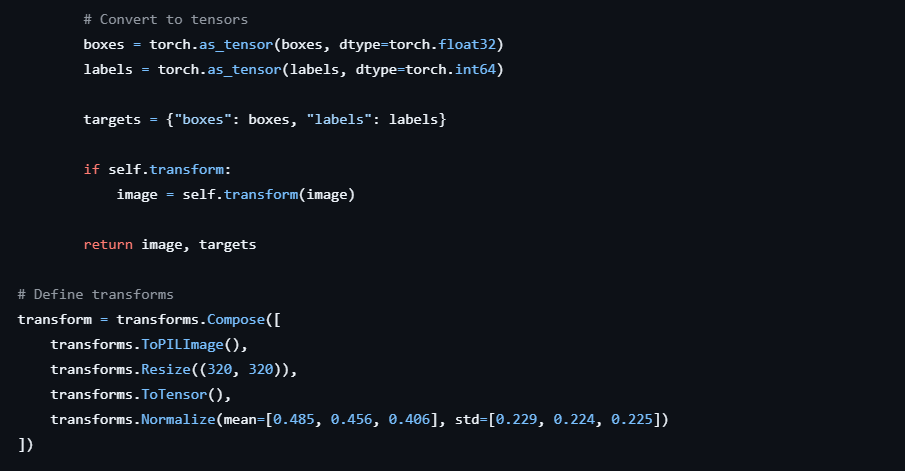 # Convert to tensors
boxes = torch.as_tensor(boxes, dtype=torch.float32)
labels = torch.as_tensor(labels, dtype=torch.int64)
targets = {"boxes": boxes, "labels": labels}
if self.transform:
image = self.transform(image)
return image, targets
# Define transforms
transform = transforms.Compose([
transforms.ToPILImage(),
transforms.Resize((320, 320)),
transforms.ToTensor(),
transforms.Normalize(mean=[0.485, 0.456, 0.406], std=[0.229, 0.224, 0.225])
])